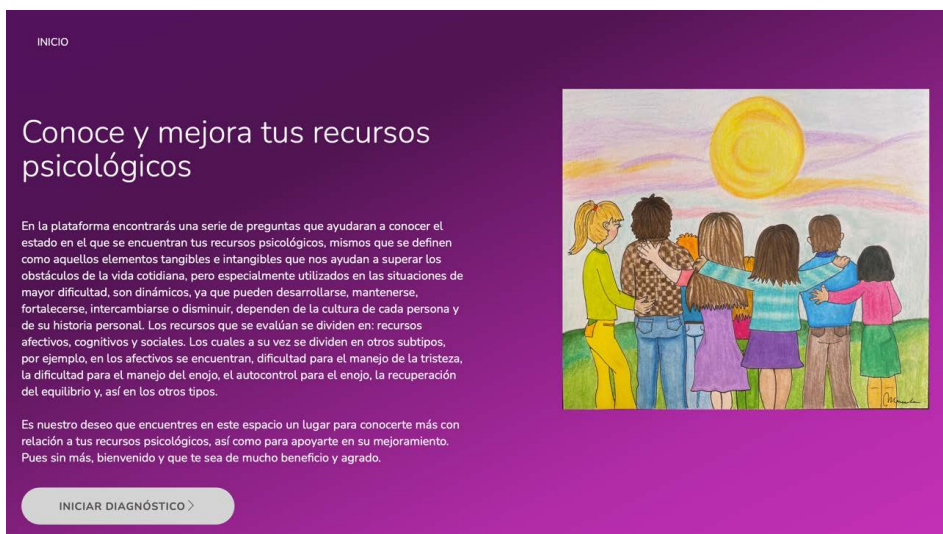 INICIO
Conoce y mejora tus recursos
psicológicos
En la plataforma encontrarás una serie de preguntas que ayudaran a conocer el
estado en el que se encuentran tus recursos psicológicos, mismos que se definen
como aquellos elementos tangibles e intangibles que nos ayudan a superar los
obstáculos de la vida cotidiana, pero especialmente utilizados en las situaciones de
mayor dificultad, son dinámicos, ya que pueden desarrollarse, mantenerse,
fortalecerse, intercambiarse o disminuir, dependen de la cultura de cada persona y
de su historia personal. Los recursos que se evalúan se dividen en: recursos
afectivos, cognitivos y sociales. Los cuales a su vez se dividen en otros subtipos,
por ejemplo, en los afectivos se encuentran, dificultad para el manejo de la tristeza,
la dificultad para el manejo del enojo, el autocontrol para el enojo, la recuperación
del equilibrio y, así en los otros tipos.
Es nuestro deseo que encuentres en este espacio un lugar para conocerte más con
relación a tus recursos psicológicos, así como para apoyarte en su mejoramiento.
Pues sin más, bienvenido y que te sea de mucho beneficio y agrado.
INICIAR DIAGNÓSTICO